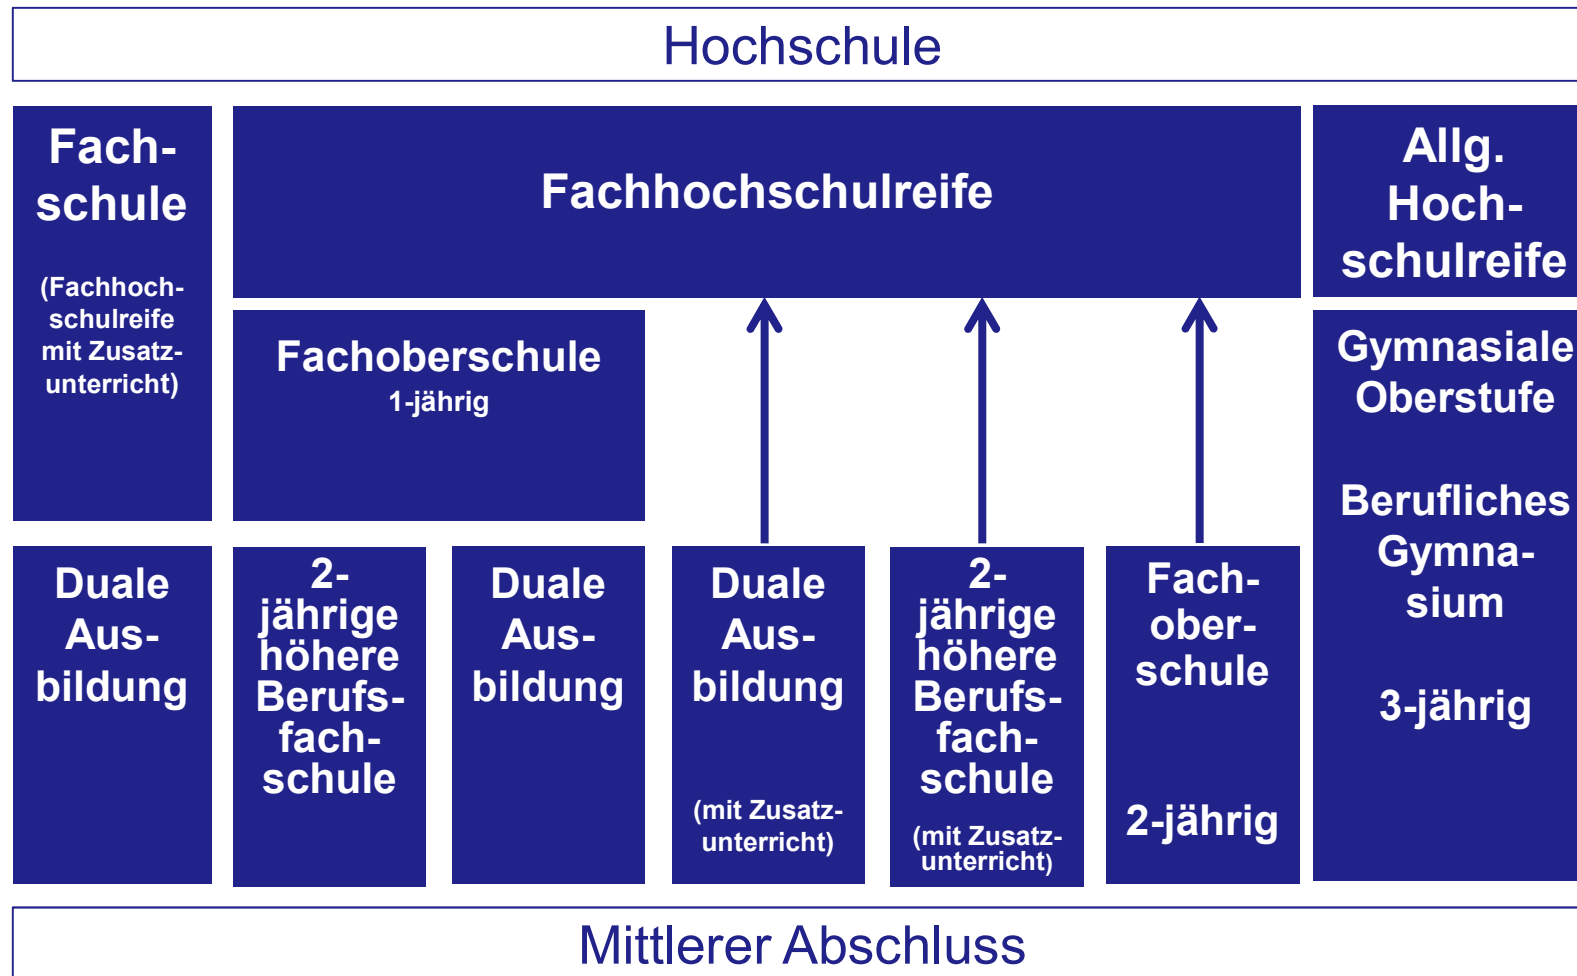 Hochschule
Fach-
schule
(Fachhoch-
schulreife
mit Zusatz-
unterricht)
Fachhochschulreife
Allg.
Hoch-
schulreife
Fachoberschule
1-jährig
Gymnasiale
Oberstufe
Berufliches
Gymna-
sium
3-jährig
Duale
Aus-
bildung
2-
jährige
höhere
Berufs-
fach-
schule
Duale
Aus-
bildung
Duale
Aus-
bildung
(mit Zusatz-
unterricht)
2-
jährige
höhere
Berufs-
fach-
schule
(mit Zusatz-
unterricht)
Fach-
ober-
schule
2-jährig
Mittlerer Abschluss